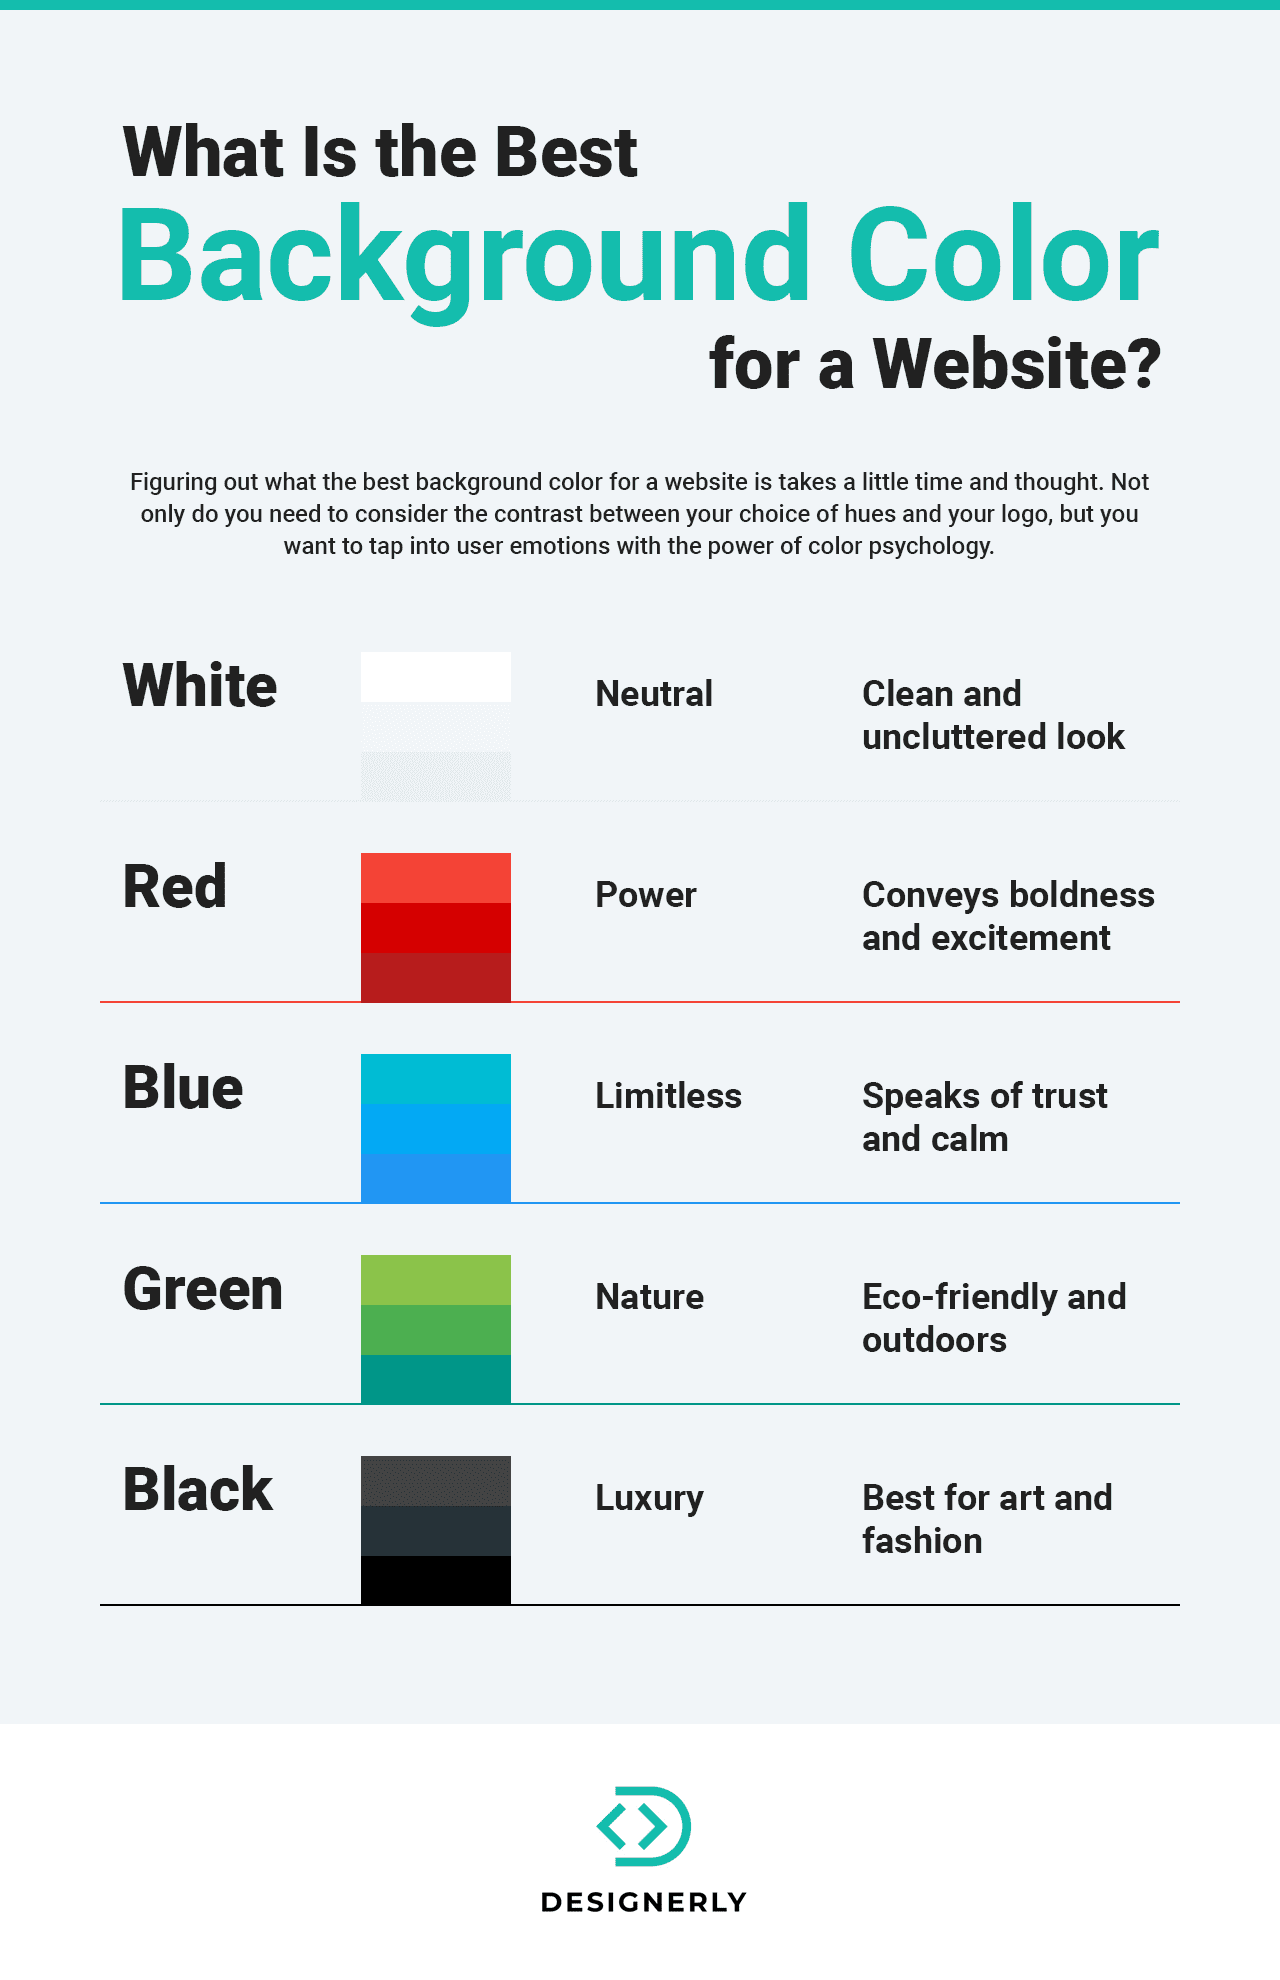 What Is the Best
Background Color
for a Website?
Figuring out what the best background color for a website is takes a little time and thought. Not
only do you need to consider the contrast between your choice of hues and your logo, but you
want to tap into user emotions with the power of color psychology.
White
Neutral
Clean and
uncluttered look
Red
Power
Conveys boldness
and excitement
Blue
Limitless
Speaks of trust
and calm
Green
Nature
Eco-friendly and
outdoors
Black
Luxury
Best for art and
fashion
DESIGNERLY